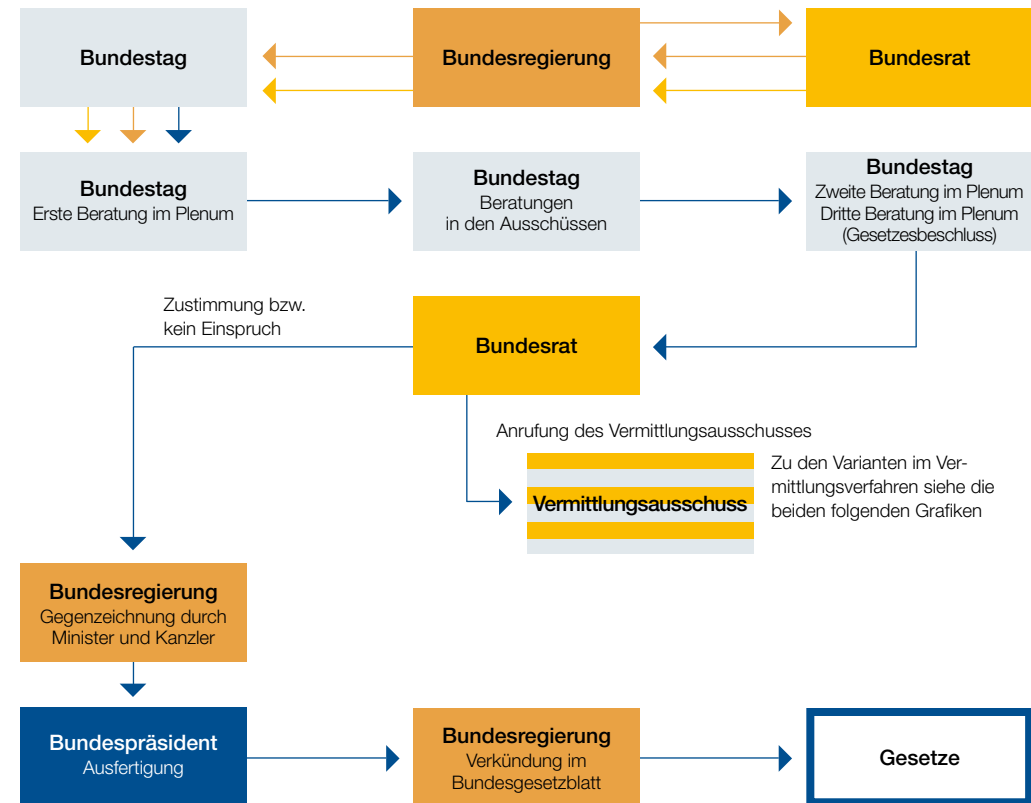 Bundestag
Bundesregierung
Bundesrat
Bundestag
Erste Beratung im Plenum
Bundestag
Beratungen
in den Ausschüssen
Bundestag
Zweite Beratung im Plenum
Dritte Beratung im Plenum
(Gesetzesbeschluss)
Zustimmung bzw.
kein Einspruch
Bundesrat
Anrufung des Vermittlungsausschusses
Vermittlungsausschuss
Zu den Varianten im Ver-
mittlungsverfahren siehe die
beiden folgenden Grafiken
Bundesregierung
Gegenzeichnung durch
Minister und Kanzler
Bundespräsident
Ausfertigung
Bundesregierung
Verkündung im
Bundesgesetzblatt
Gesetze